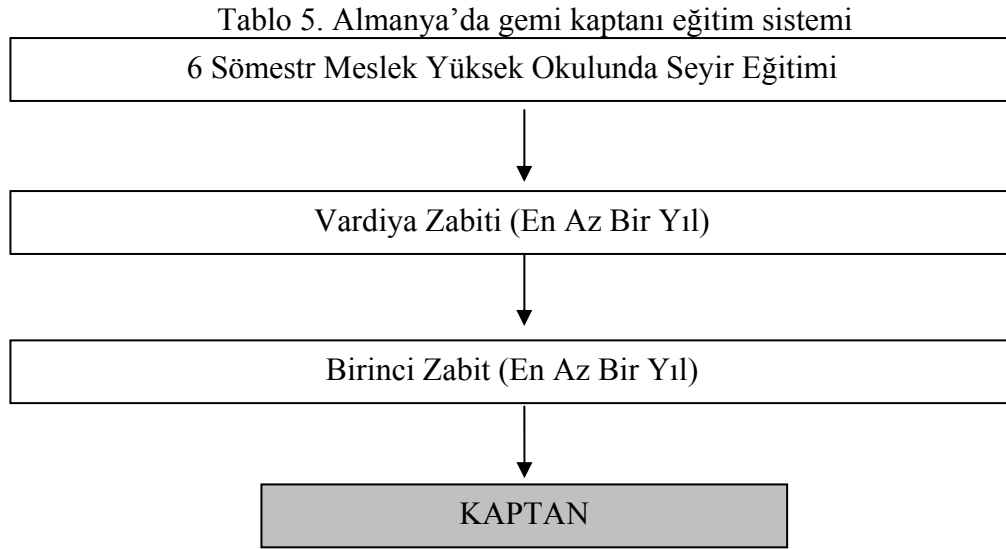 Tablo 5. Almanya’da gemi kaptanı eğitim sistemi
6 Sömestr Meslek Yüksek Okulunda Seyir Eğitimi
Vardiya Zabiti (En Az Bir Yıl)
Birinci Zabit (En Az Bir Yıl)
KAPTAN